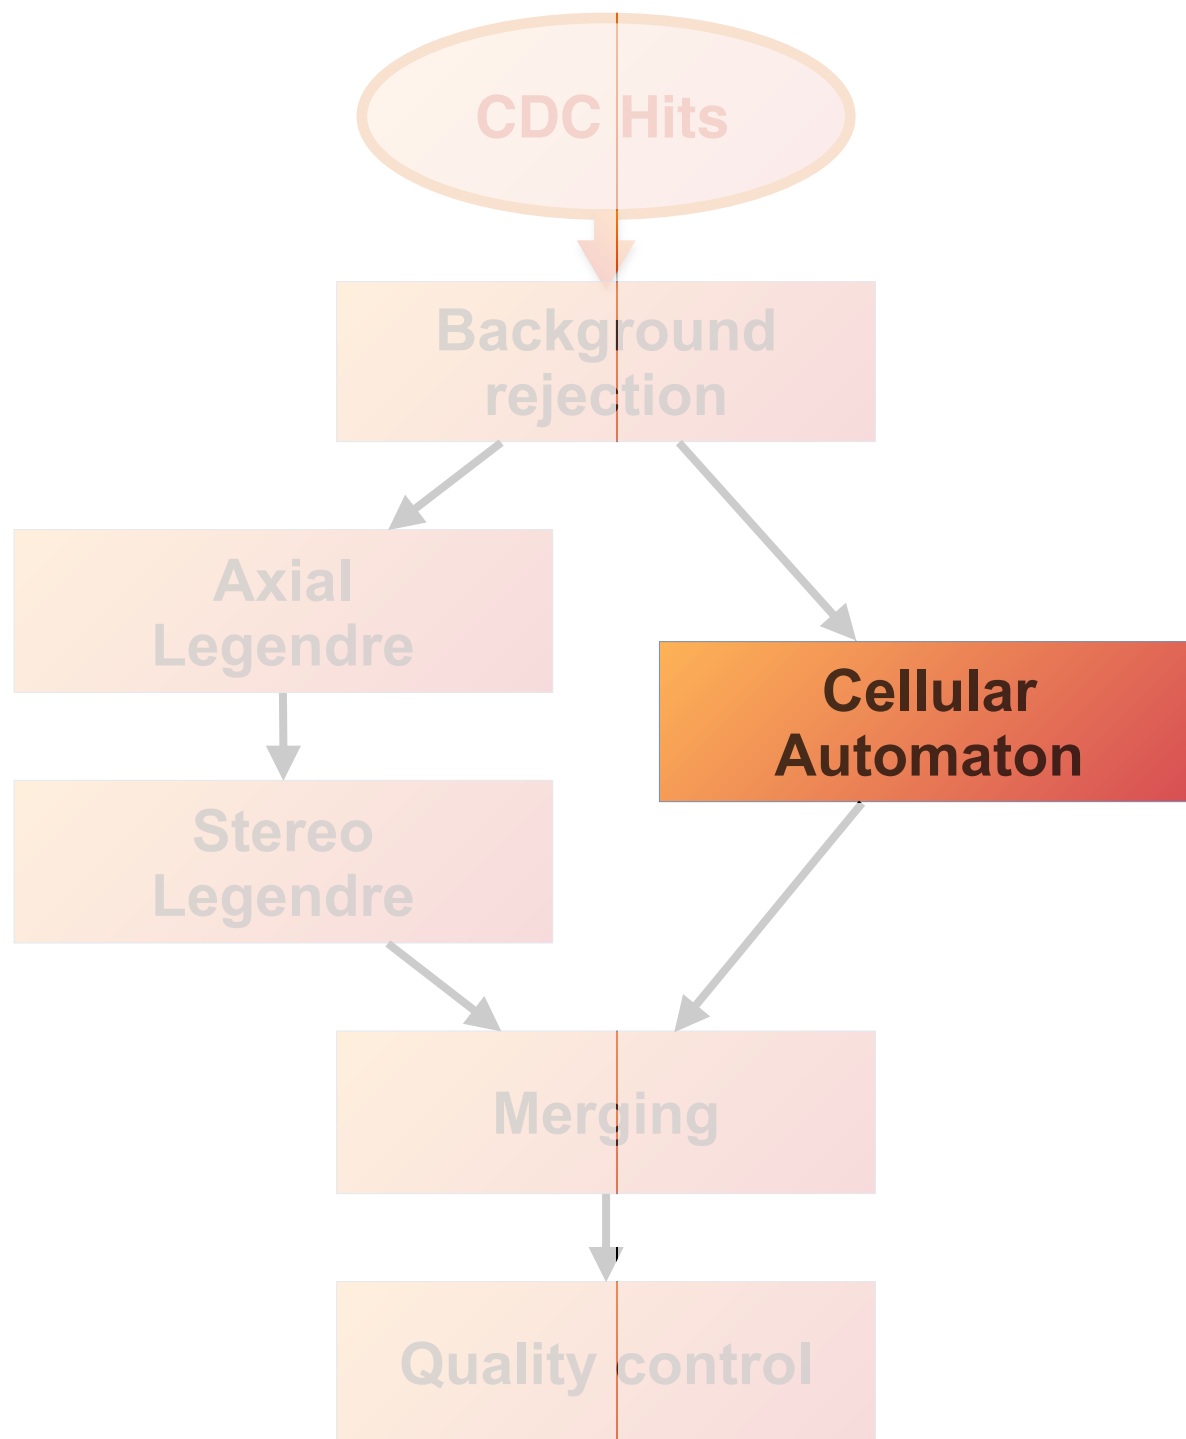 CDC Hits
Background
rejection
Axial
Legendre
Cellular
Automaton
Stereo
Legendre
Merging
Quality control